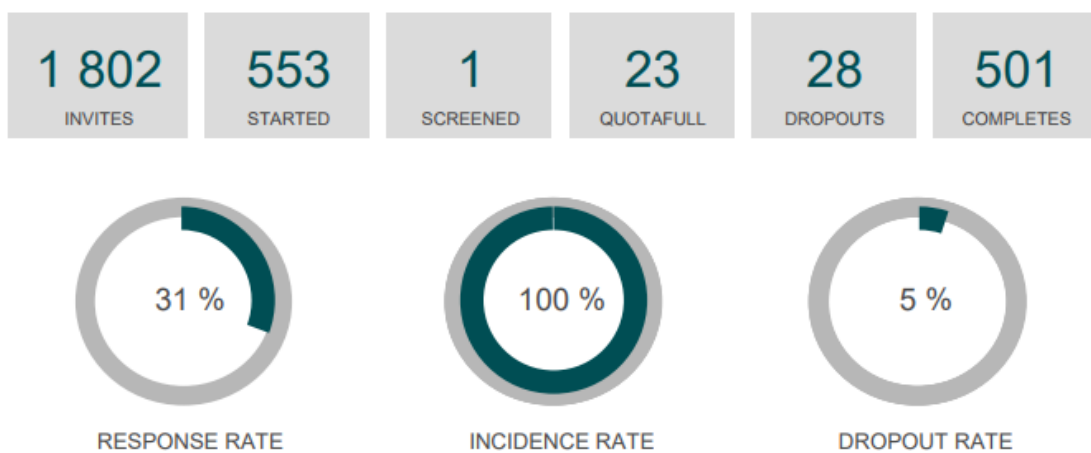 1 802 553 1 23 28 501
INVITES STARTED SCREENED QUOTAFULL DROPOUTS COMPLETES
31 % 100 % 5 %
RESPONSE RATE INCIDENCE RATE DROPOUT RATE